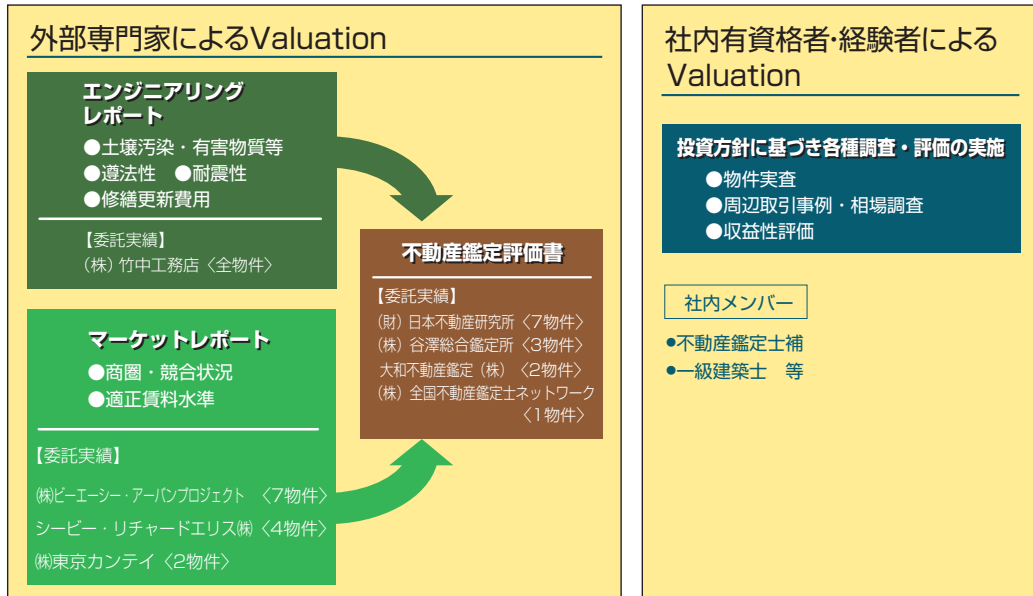 外部専門家によるValuation
エンジニアリング
レポート
●土壌汚染・有害物質等
●遵法性 ●耐震性
●修繕更新費用
【委託実績】
(株)竹中工務店〈全物件〉
マーケットレポート
●商圏・競合状況
●適正賃料水準
【委託実績】
㈱ビーエーシー・アーバンプロジェクト 〈7物件〉
シービー・リチャードエリス㈱〈4物件〉
㈱東京カンテイ〈2物件〉
不動産鑑定評価書
【委託実績】
(財)日本不動産研究所〈7物件〉
(株)谷澤総合鑑定所〈3物件〉
大和不動産鑑定(株)〈2物件〉
(株)全国不動産鑑定士ネットワーク
〈1物件〉
社内有資格者・経験者による
Valuation
投資方針に基づき各種調査・評価の実施
●物件実査
●周辺取引事例・相場調査
●収益性評価
社内メンバー
●不動産鑑定士補
●一級建築士 等